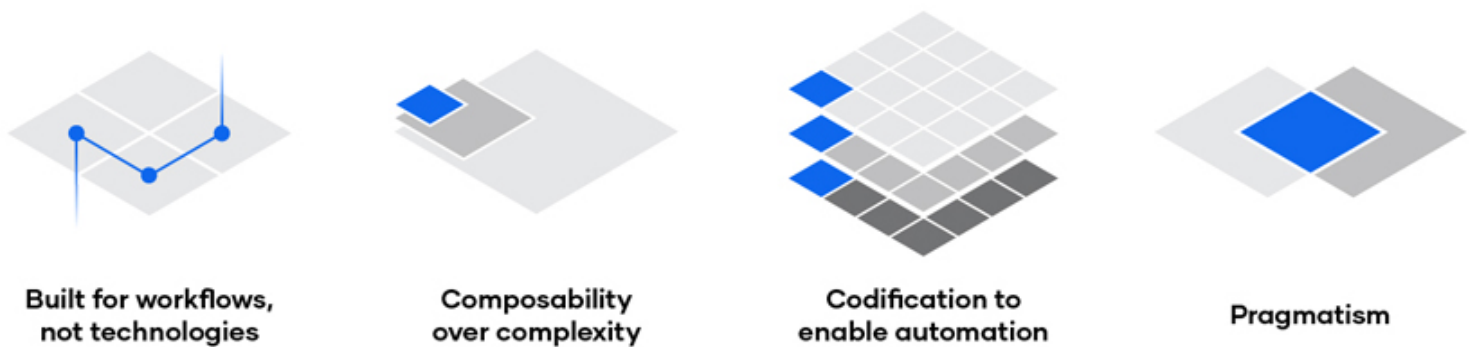 Built for workflows,
not technologies
Composability
over complexity
Codification to
enable automation
Pragmatism